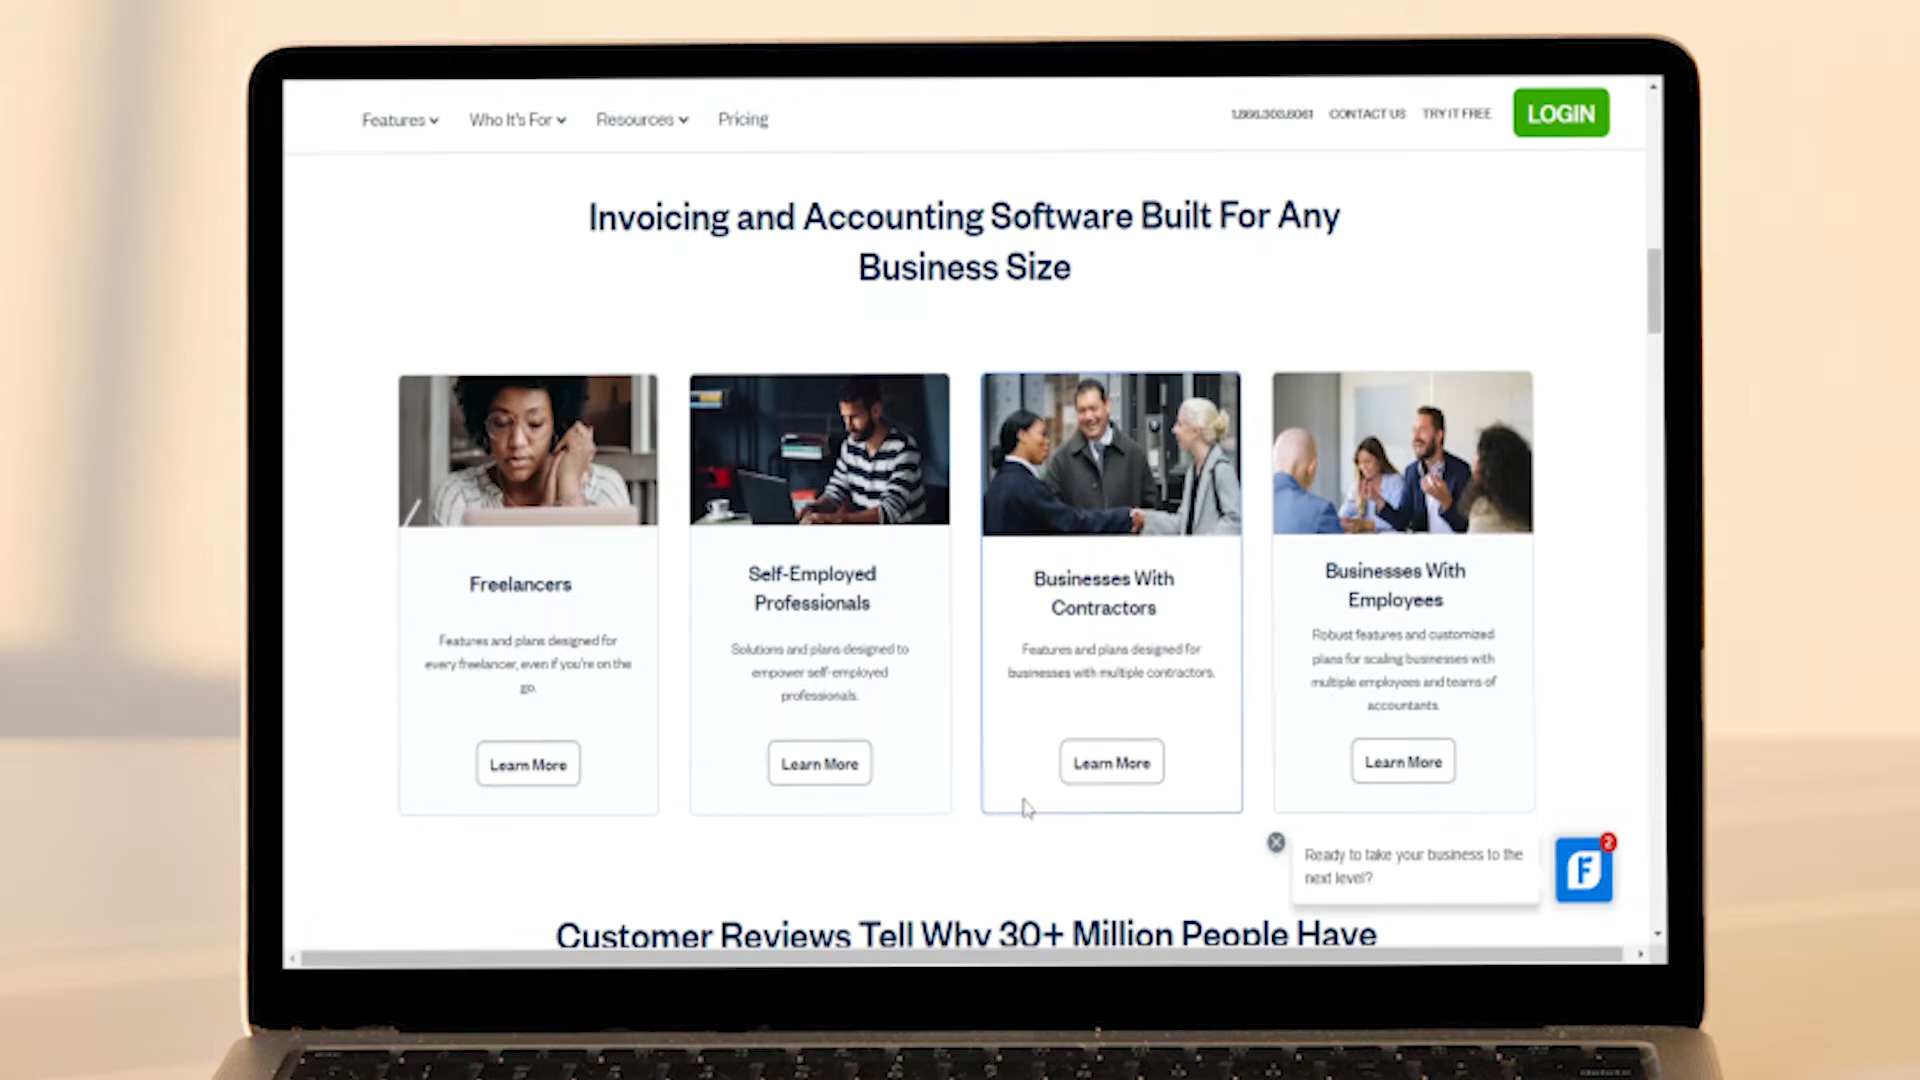 Features
Who It's For
Resources
Pricing
1.866.303.6061
CONTACT US
TRY IT FREE
LOGIN
Invoicing and Accounting Software Built For Any
Business Size
Freelancers
Features and plans designed for
every freelancer, even if you're on the
go.
Learn More
Self-Employed
Professionals
Solutions and plans designed to
empower self-employed
professionals.
Learn More
Businesses With
Contractors
Features and plans designed for
businesses with multiple contractors.
Learn More
Businesses With
Employees
Robust features and customized
plans for scaling businesses with
multiple employees and teams of
accountants.
Learn More
Ready to take your business to the
next level?
2
F
Customer Reviews Tell Why 30+ Million People Have